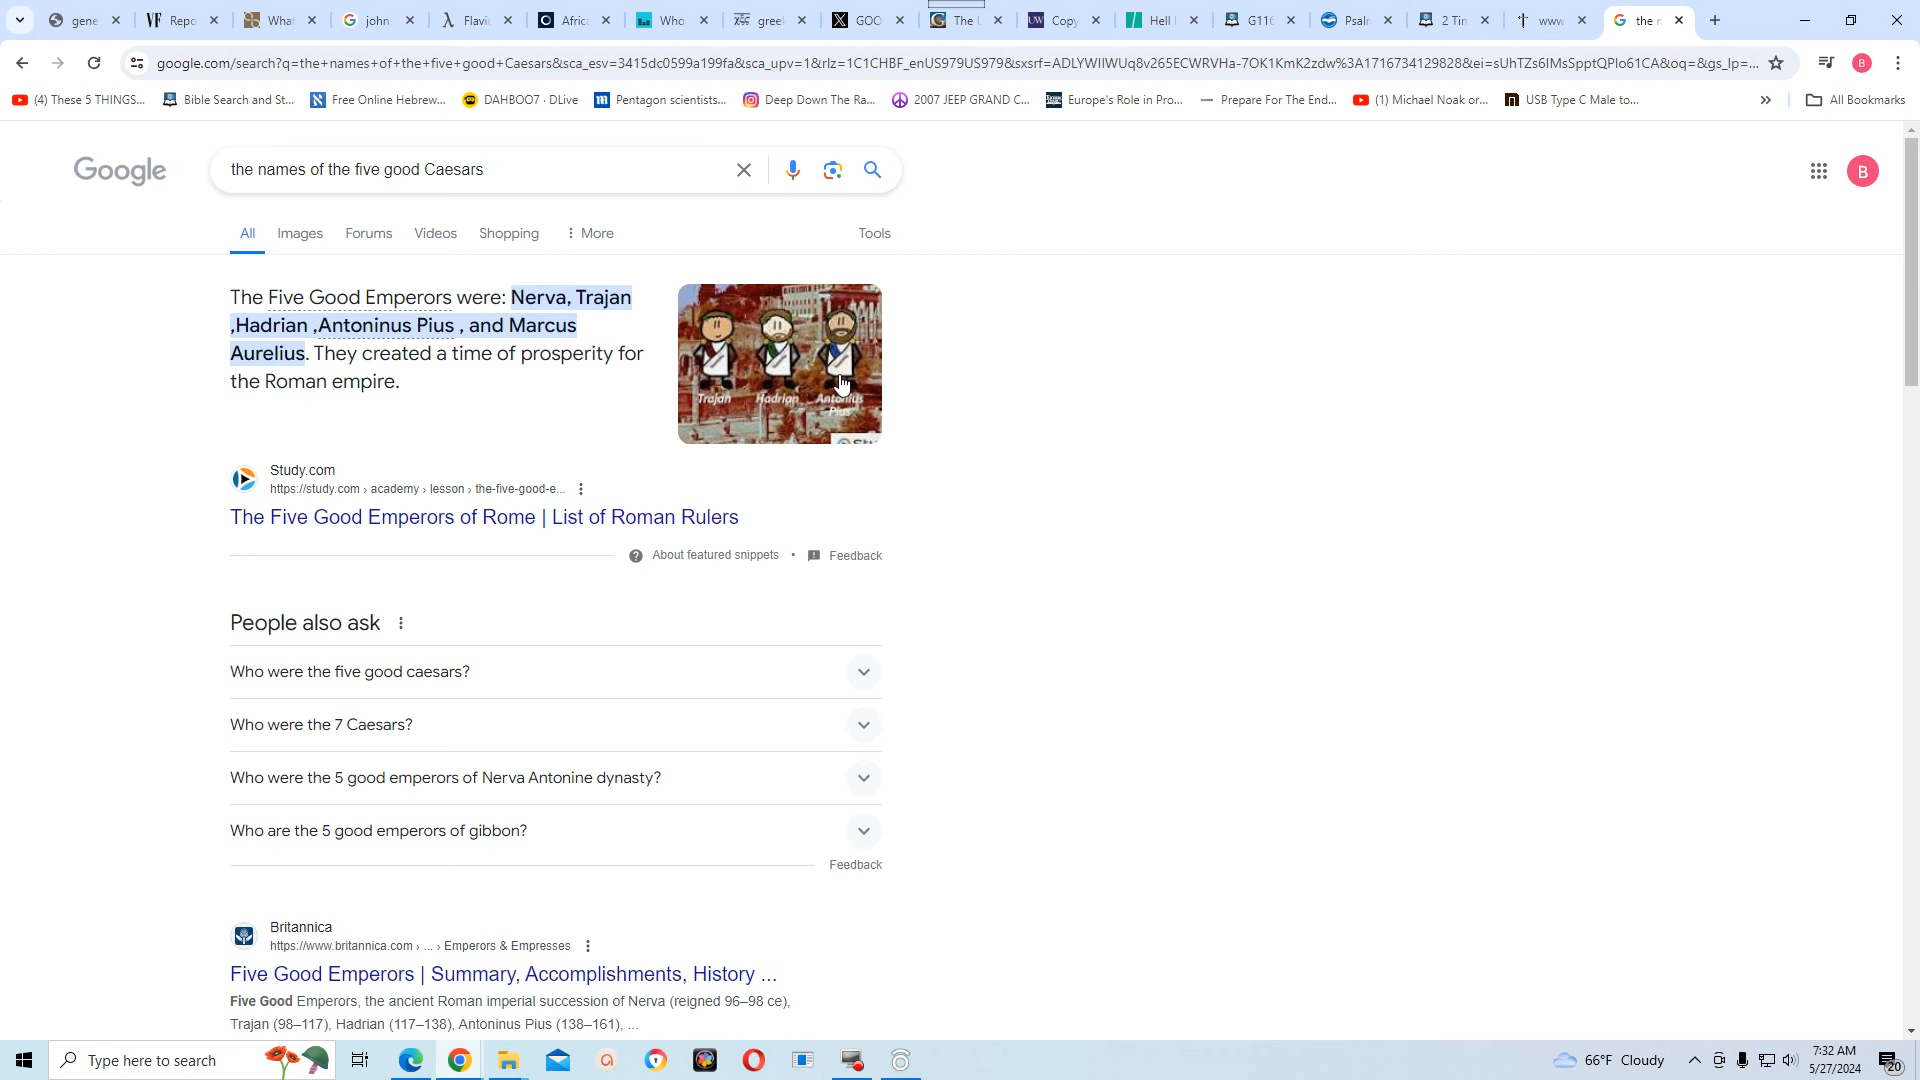 gene
Repo
What
john
Flavi
Africa
Who
greek
GOO
The L
Copy
Hell
G116
Psaln
2 Tim
www
the n
google.com/search?q=the+names+of+the+five+good+Caesars&sca_esv=3415dc0599a199fa&sca_upv=1&rlz=1C1CHBF_enUS979US979&sxsrf=ADLYWIIWUq8v265ECWRVHa-7OK1KmK2zdw%3A1716734129828&ei=sUhTZs6IMsSpptQPlo61CA&oq=&gs_lp=...
B
(4) These 5 THINGS...
Bible Search and St...
Free Online Hebrew...
DAHBOO7 · DLive
Pentagon scientists...
Deep Down The Ra...
2007 JEEP GRAND C...
Europe's Role in Pro...
Prepare For The End...
(1) Michael Noak or...
USB Type C Male to...
»
All Bookmarks
Google
the names of the five good Caesars
B
All
Images
Forums
Videos
Shopping
More
Tools
The Five Good Emperors were: Nerva, Trajan
,Hadrian ,Antoninus Pius , and Marcus
Aurelius. They created a time of prosperity for
the Roman empire.
Trajan
Hadrian
Antonius
Pius
Study.com
https://study.com › academy › lesson › the-five-good-e...
The Five Good Emperors of Rome | List of Roman Rulers
About featured snippets
•
Feedback
People also ask
Who were the five good caesars?
Who were the 7 Caesars?
Who were the 5 good emperors of Nerva Antonine dynasty?
Who are the 5 good emperors of gibbon?
Feedback
Britannica
https://www.britannica.com › ... › Emperors & Empresses
Five Good Emperors | Summary, Accomplishments, History ...
Five Good Emperors, the ancient Roman imperial succession of Nerva (reigned 96–98 ce),
Trajan (98–117), Hadrian (117–138), Antoninus Pius (138–161), ...
Type here to search
66°F Cloudy
7:32 AM
5/27/2024
20